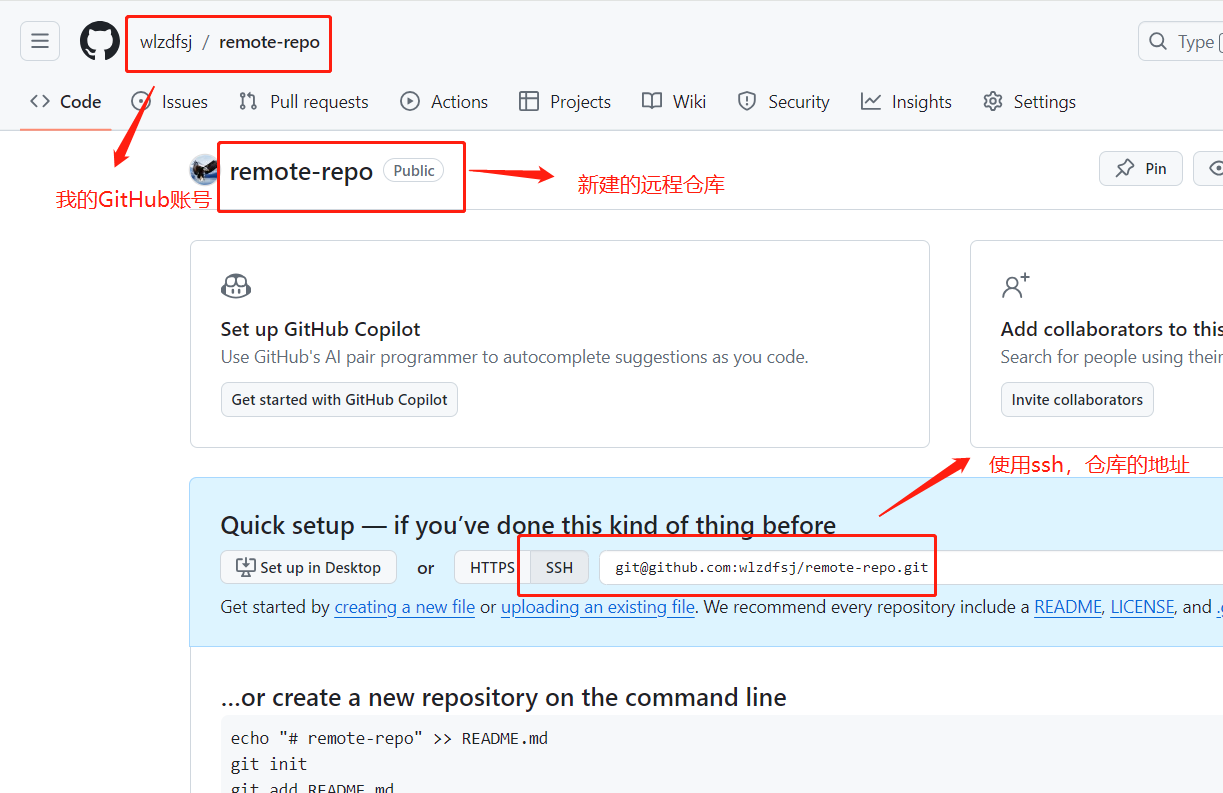 wlzdfsj / remote-repo
Type
Code Issues Pull requests Actions Projects Wiki Security Insights Settings
remote-repo Public
Pin
我的GitHub账号
新建的远程仓库
Set up GitHub Copilot
Use GitHub's AI pair programmer to autocomplete suggestions as you code.
Get started with GitHub Copilot
Add collaborators to this
Search for people using their
Invite collaborators
使用ssh，仓库的地址
Quick setup — if you’ve done this kind of thing before
Set up in Desktop or HTTPS SSH git@github.com:wlzdfsj/remote-repo.git
Get started by creating a new file or uploading an existing file. We recommend every repository include a README, LICENSE, and .
…or create a new repository on the command line
echo "# remote-repo" >> README.md
git init
git add README.md